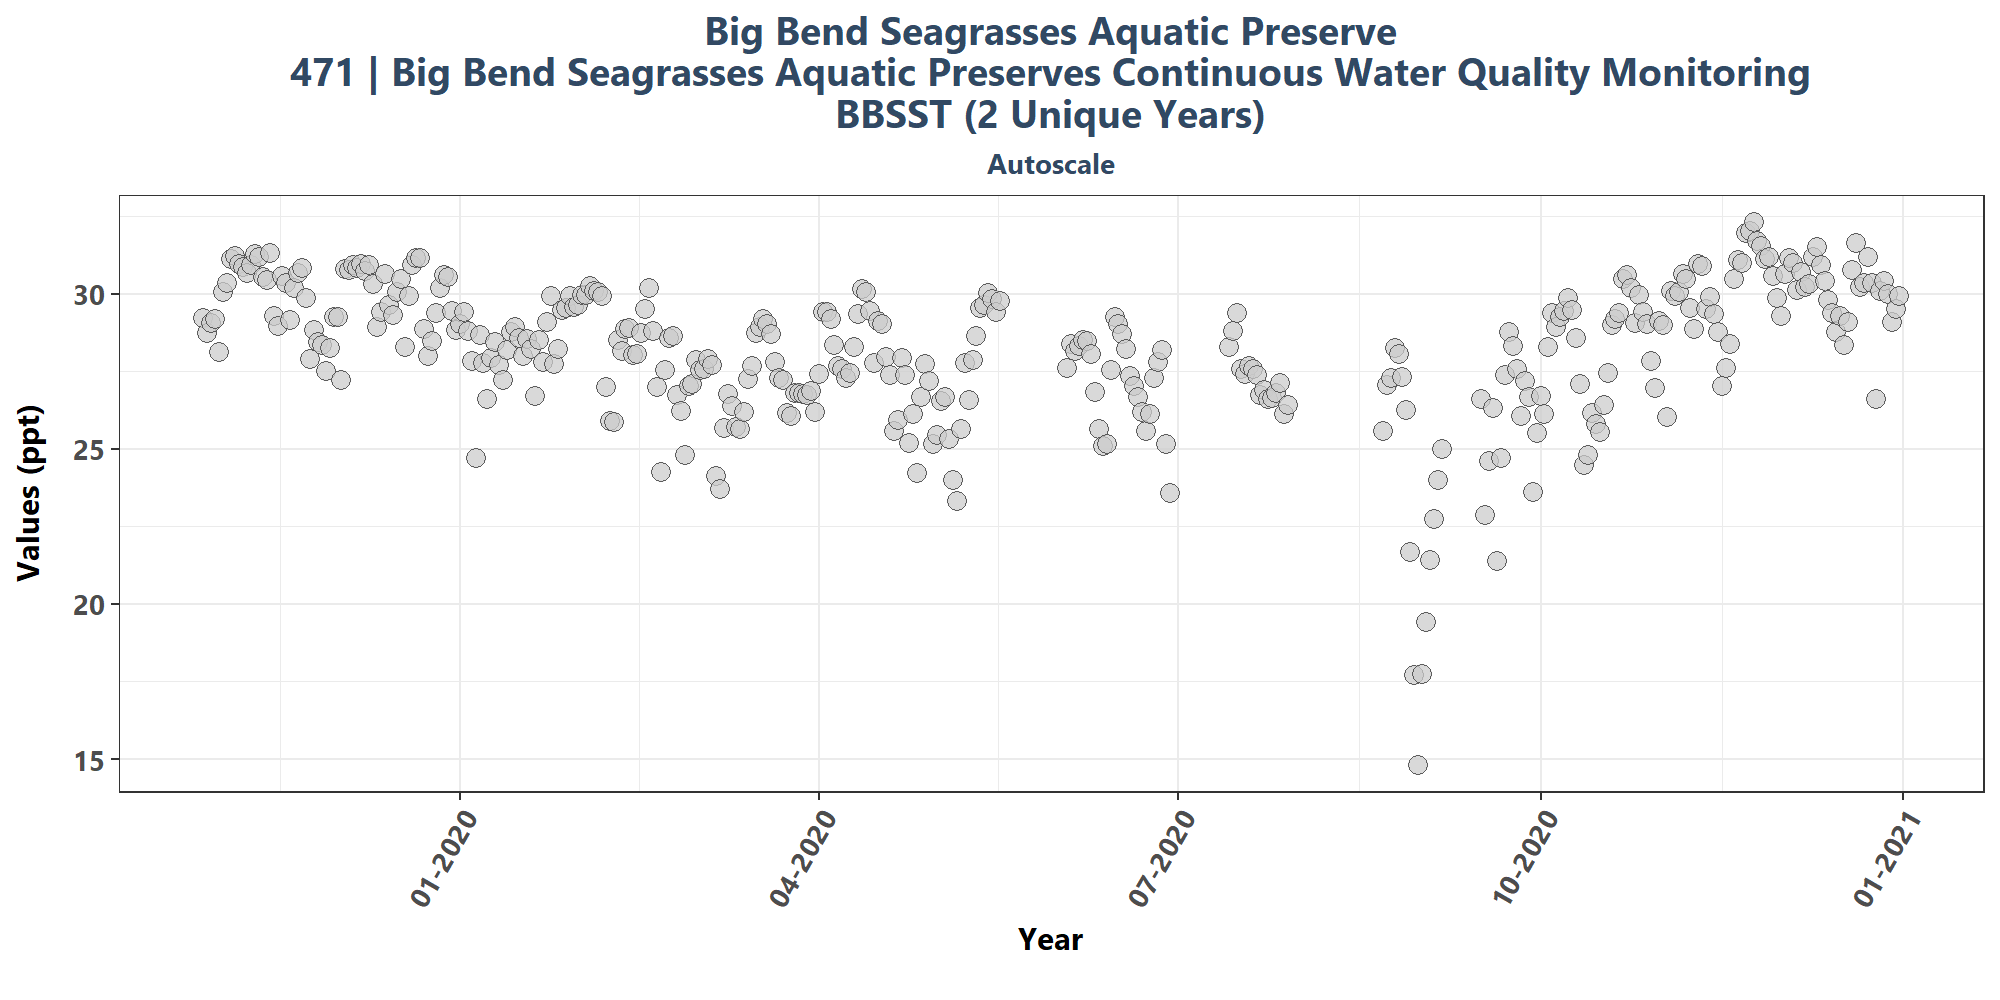 Big Bend Seagrasses Aquatic Preserve
471 | Big Bend Seagrasses Aquatic Preserves Continuous Water Quality Monitoring
BBSST (2 Unique Years)
Autoscale
Values (ppt)
30
25
20
15
01-2020
04-2020
07-2020
10-2020
01-2021
Year